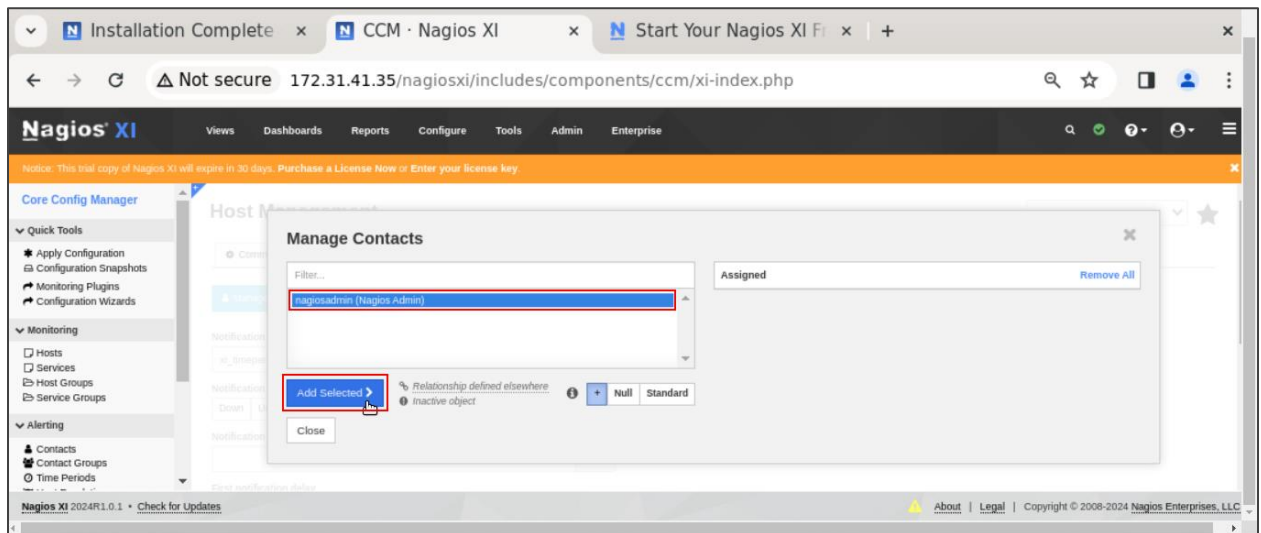 Installation Complete
CCM · Nagios XI
Start Your Nagios XI Fr
Not secure 172.31.41.35/nagiosxi/includes/components/ccm/xi-index.php
Nagios XI Views Dashboards Reports Configure Tools Admin Enterprise
Notice: This trial copy of Nagios XI will expire in 30 days. Purchase a License Now or Enter your license key.
Core Config Manager
Quick Tools
Apply Configuration
Configuration Snapshots
Monitoring Plugins
Configuration Wizards
Monitoring
Hosts
Services
Host Groups
Service Groups
Alerting
Contacts
Contact Groups
Time Periods
Host Management
Manage Contacts
Filter...
nagiosadmin (Nagios Admin)
Assigned Remove All
Add Selected
Relationship defined elsewhere
Inactive object
+ Null Standard
Close
First notification delay
Nagios XI 2024R1.0.1 • Check for Updates
About | Legal | Copyright © 2008-2024 Nagios Enterprises, LLC